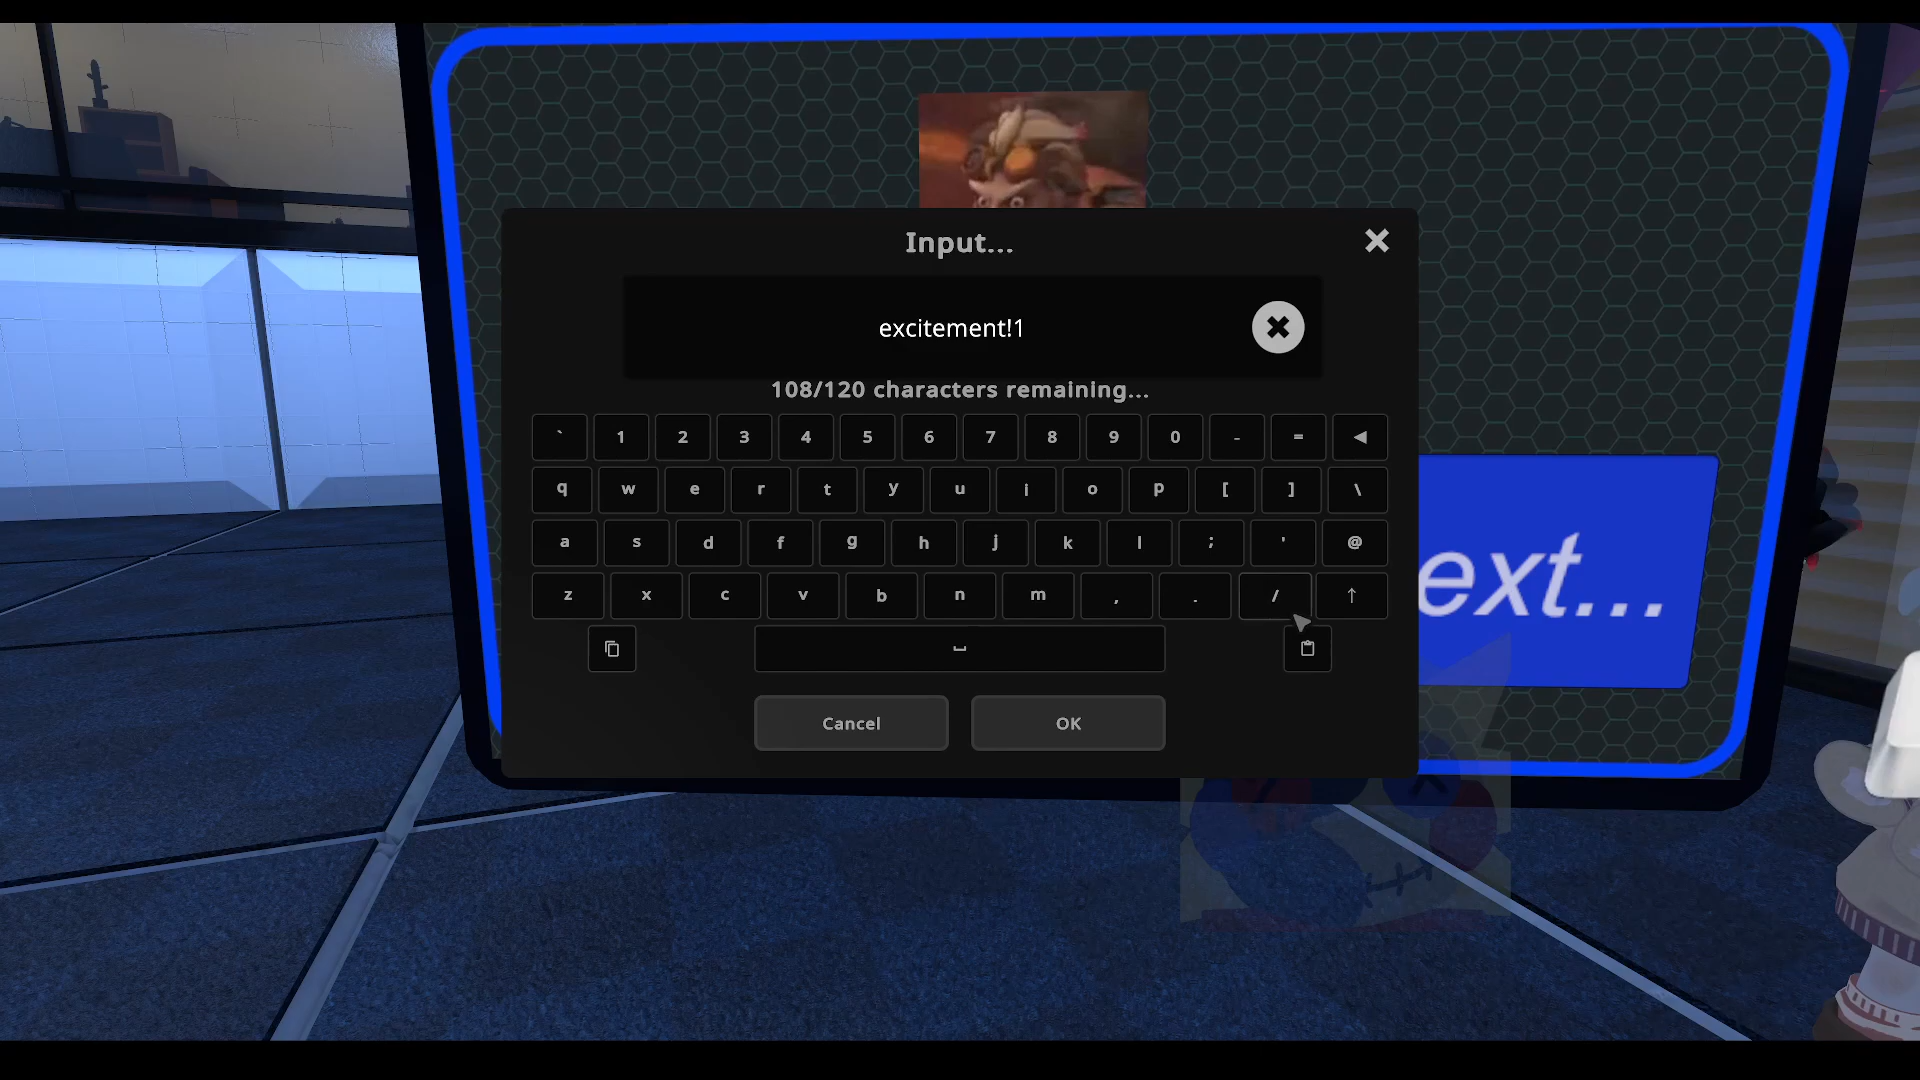 Input...
excitement!1
108/120 characters remaining...
` 1 2 3 4 5 6 7 8 9 0 - = ◀
q w e r t y u i o p [ ] \
a s d f g h j k l ; ' @
z x c v b n m , . / ↑
ext...
Cancel OK